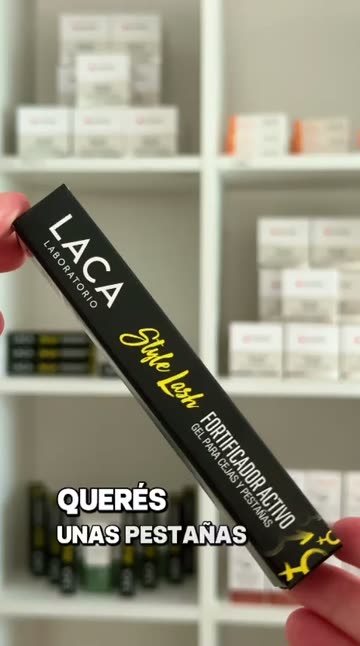 LACA
LABORATORIO
Style Lash
FORTIFICADOR ACTIVO
GEL PARA CEJAS Y PESTAÑAS
QUERÉS
UNAS PESTAÑAS